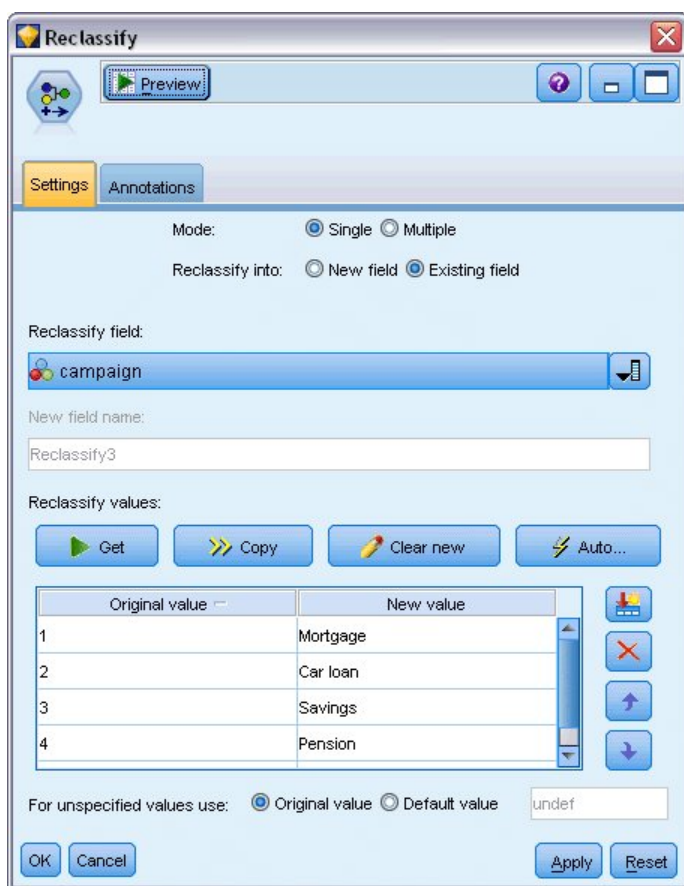 Reclassify
Preview
Settings Annotations
Mode: Single Multiple
Reclassify into: New field Existing field
Reclassify field:
campaign
New field name:
Reclassify3
Reclassify values:
Get Copy Clear new Auto...
Original value New value
1 Mortgage
2 Car loan
3 Savings
4 Pension
For unspecified values use: Original value Default value undef
OK Cancel Apply Reset